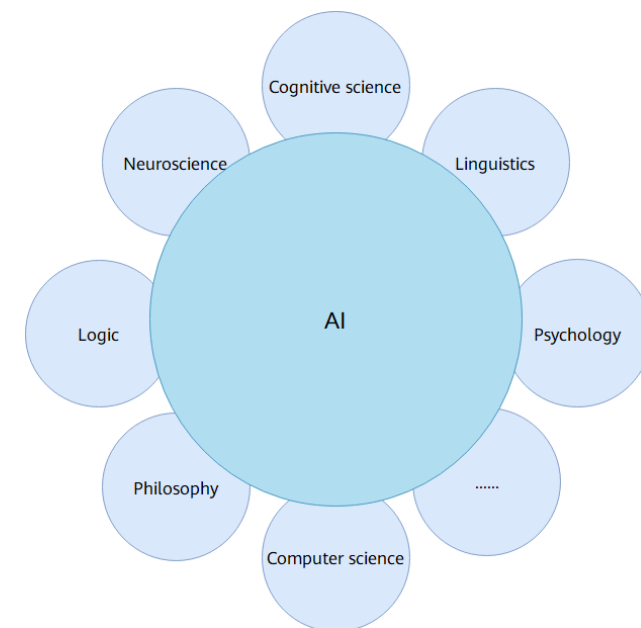 Cognitive science
Neuroscience
Linguistics
AI
Logic
Psychology
Philosophy
......
Computer science